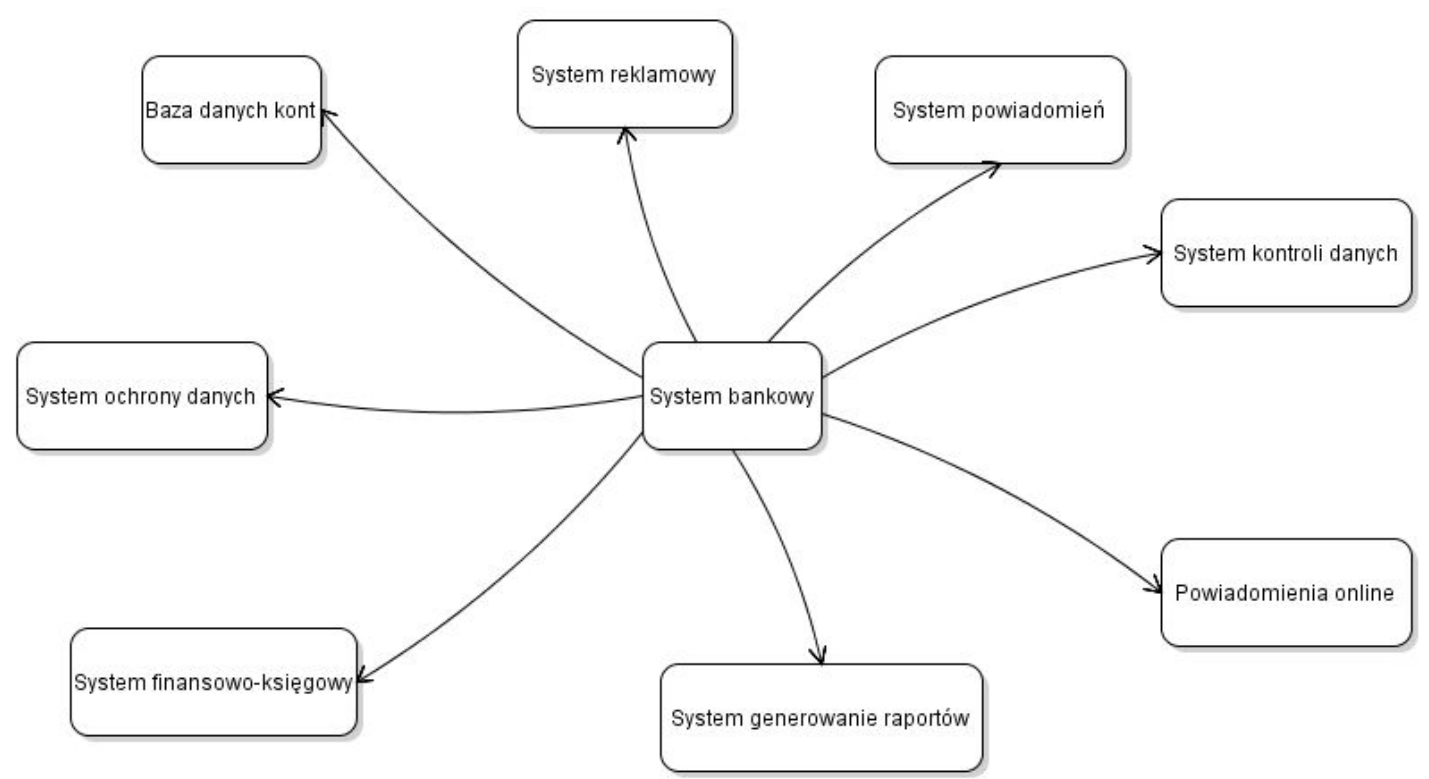 System reklamowy
Baza danych kont
System powiadomień
System kontroli danych
System ochrony danych
System bankowy
Powiadomienia online
System finansowo-księgowy
System generowanie raportów